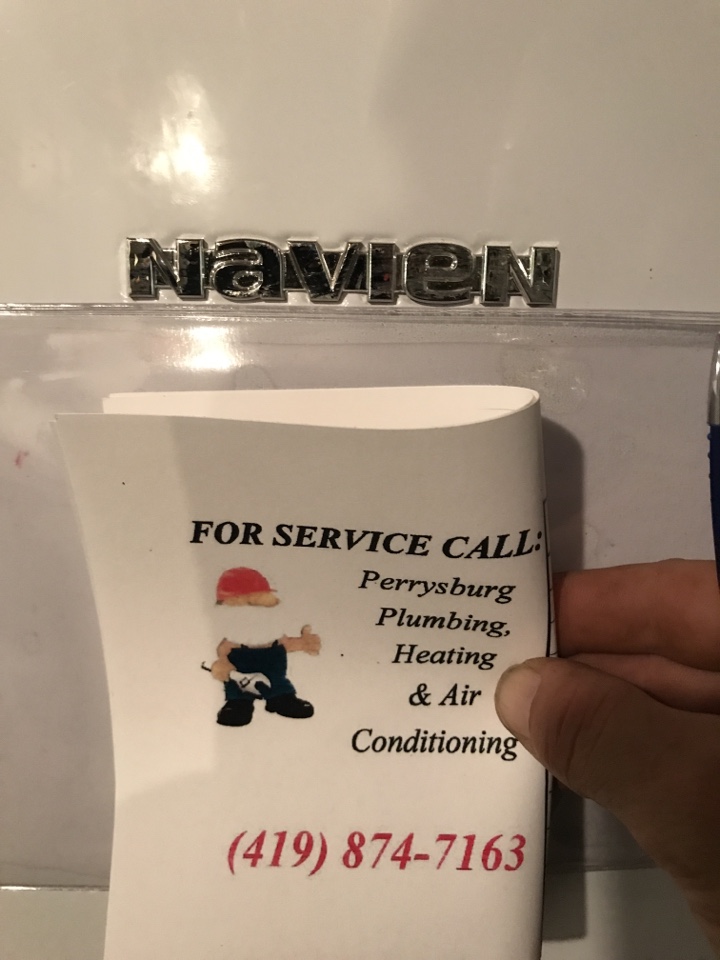 NavieN
FOR SERVICE CALL:
Perrysburg
Plumbing,
Heating
& Air
Conditioning
(419) 874-7163